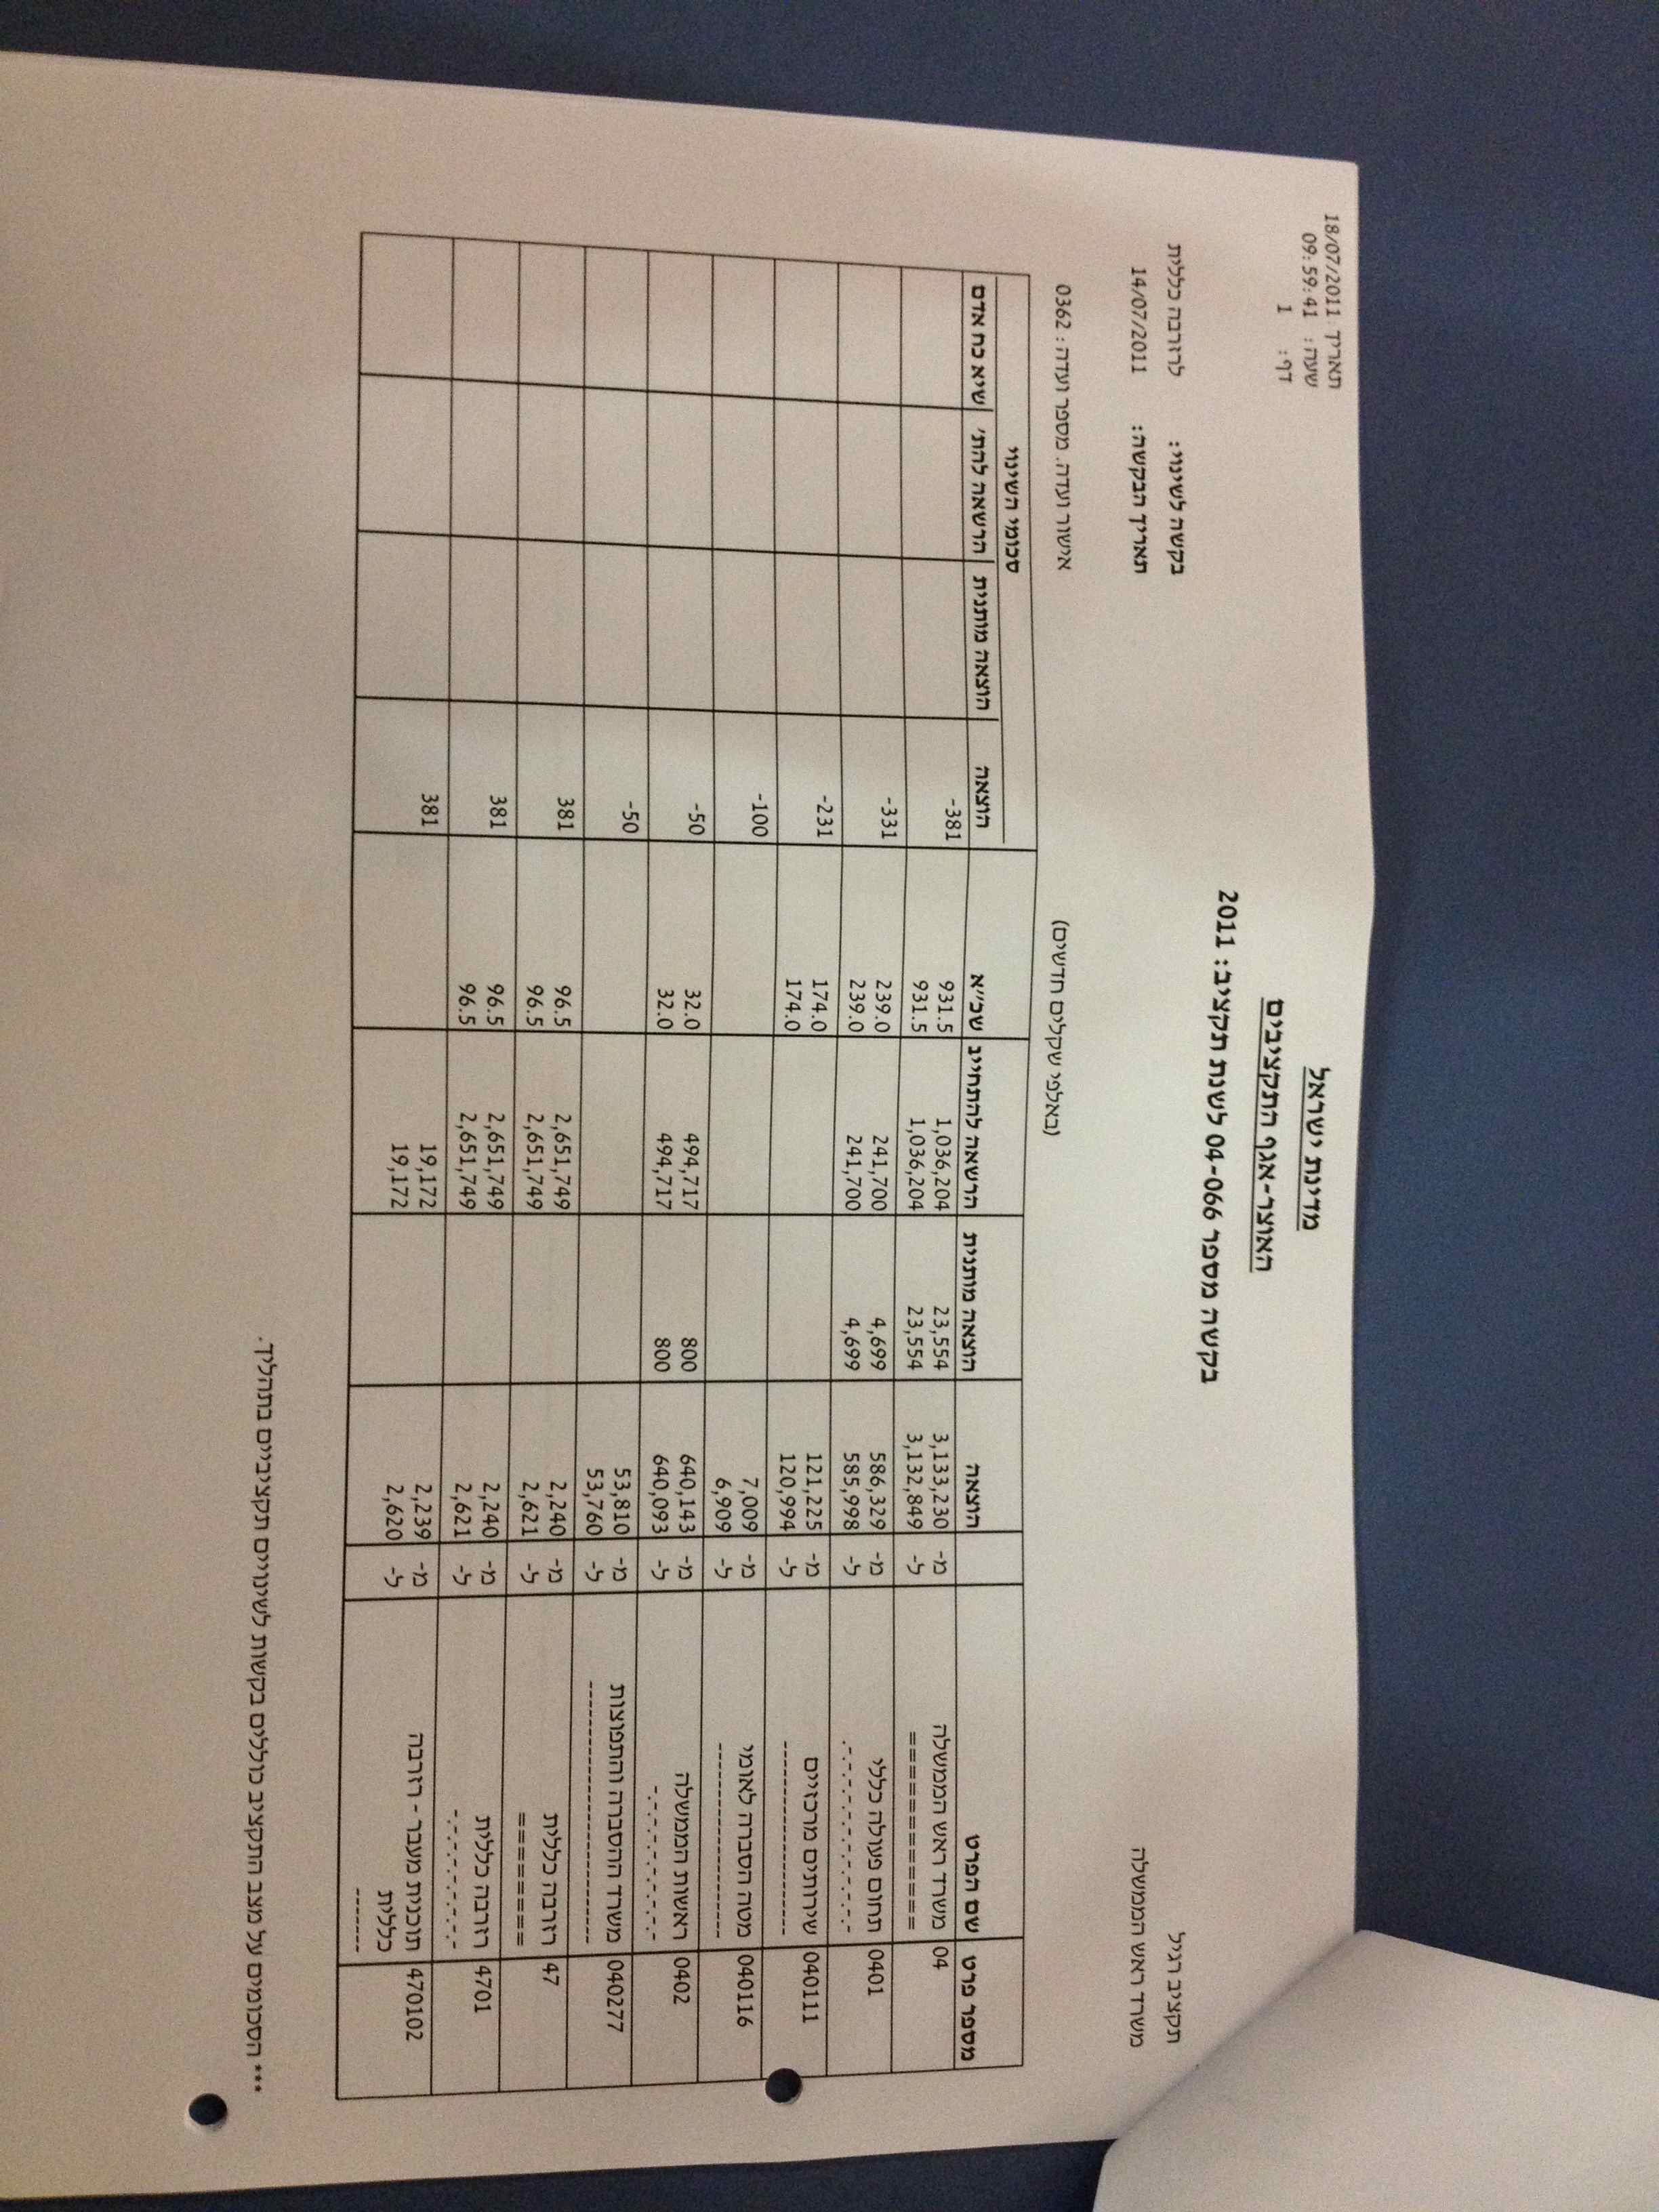 מדינת ישראל
תאריך 18/07/2011
שעה: 09:59:41
דף: 1
האוצר-אגף התקציבים
בקשה מספר 04-066 לשנת תקציב: 2011
תקציב רגיל
בקשה לשינוי: לרזרבה כללית
משרד ראש הממשלה
תאריך הבקשה: 14/07/2011
(באלפי שקלים חדשים)
אישור ועדה. מספר ועדה: 0362
סכומי השינוי
מספר פרט שם הפרט הוצאה הוצאה מותנית הרשאה להתחייב שכ"א הוצאה הוצאה מותנית הרשאה להת' שיא כח אדם
04 משרד ראש הממשלה מ- 3,133,230 23,554 1,036,204 931.5 -381
============ ל- 3,132,849 23,554 1,036,204 931.5
0401 תחום פעולה כללי מ- 586,329 4,699 241,700 239.0 -331
-.-.-.-.-.-.-.- ל- 585,998 4,699 241,700 239.0
040111 שירותים מרכזיים מ- 121,225 174.0 -231
--------------- ל- 120,994 174.0
040116 מטה הסברה לאומי מ- 7,009 -100
--------------- ל- 6,909
0402 ראשות הממשלה מ- 640,143 800 494,717 32.0 -50
-.-.-.-.-.-.- ל- 640,093 800 494,717 32.0
040277 משרד ההסברה והתפוצות מ- 53,810 -50
--------------------- ל- 53,760
47 רזרבה כללית מ- 2,240 2,651,749 96.5 381
======== ל- 2,621 2,651,749 96.5
4701 רזרבה כללית מ- 2,240 2,651,749 96.5 381
-.-.-.-.-.- ל- 2,621 2,651,749 96.5
470102 תוכנית מעבר - רזרבה מ- 2,239 19,172 381
כללית ל- 2,620 19,172
------
*** הסכומים על מצב התקציב כוללים בקשות לשינויים תקציביים בתהליך.